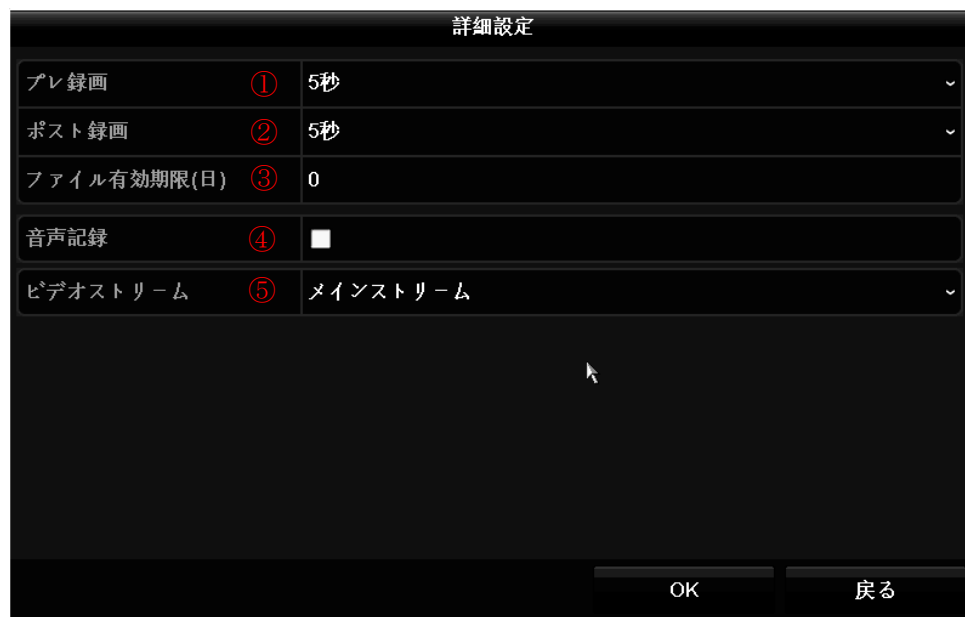 詳細設定
プレ録画 ① 5秒
ポスト録画 ② 5秒
ファイル有効期限(日) ③ 0
音声記録 ④
ビデオストリーム ⑤ メインストリーム
OK 戻る